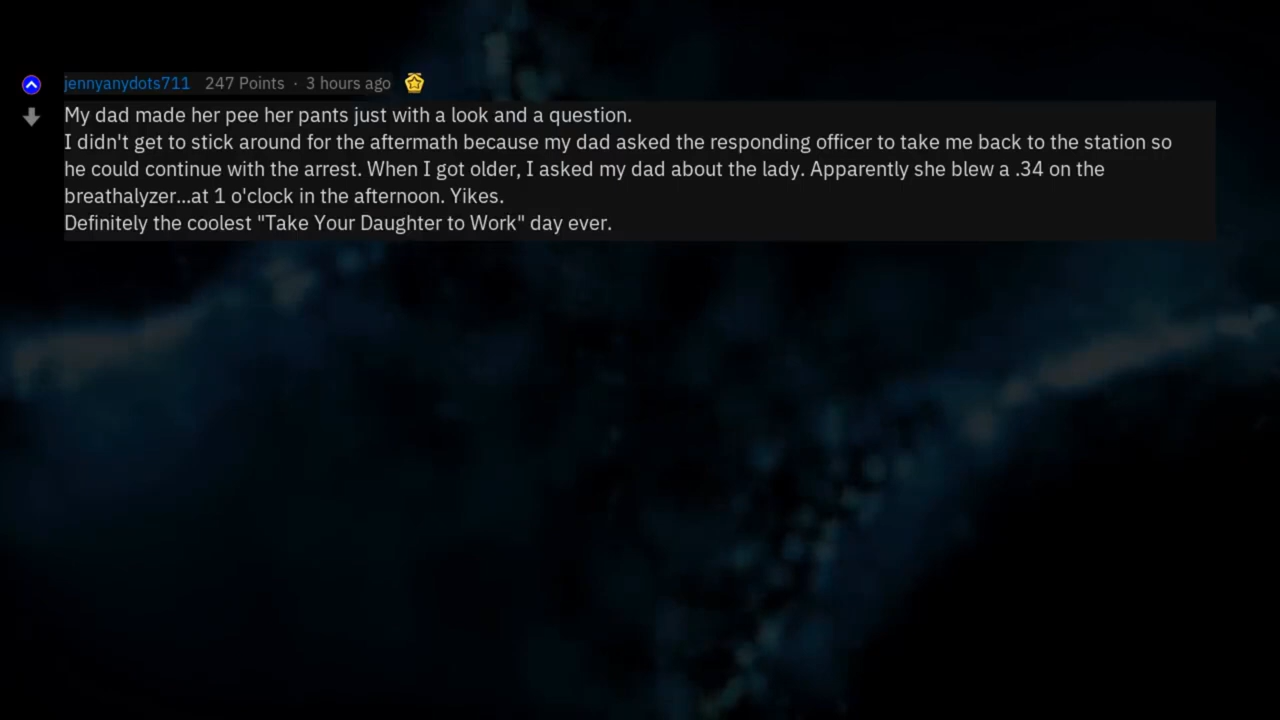 jennyanydots711 247 Points · 3 hours ago
My dad made her pee her pants just with a look and a question.
I didn't get to stick around for the aftermath because my dad asked the responding officer to take me back to the station so
he could continue with the arrest. When I got older, I asked my dad about the lady. Apparently she blew a .34 on the
breathalyzer...at 1 o'clock in the afternoon. Yikes.
Definitely the coolest "Take Your Daughter to Work" day ever.